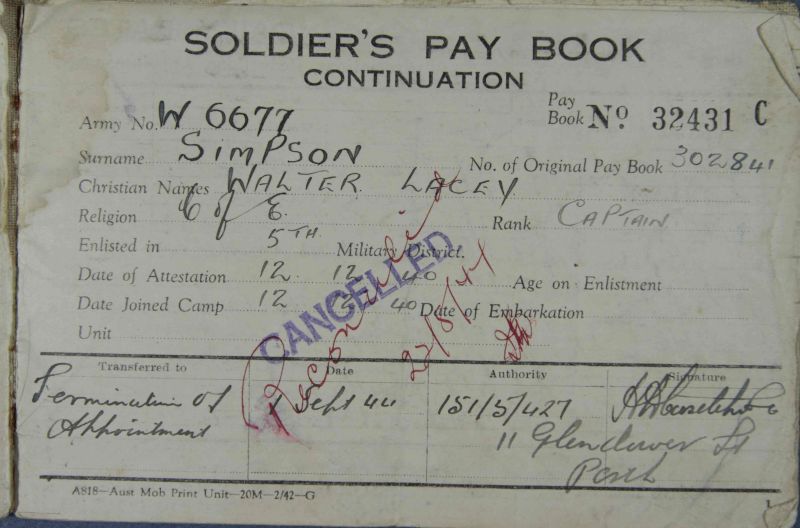 SOLDIER'S PAY BOOK
CONTINUATION
Pay Book No 32431 C
Army No. W 6677
Surname SIMPSON
No. of Original Pay Book 302841
Christian Names WALTER LACEY
Religion C of E.
Rank CAPTAIN
Enlisted in 5TH Military District.
Date of Attestation 12 12 40
Age on Enlistment
Date Joined Camp 12 12 40
Date of Embarkation
Unit
CANCELLED
Reconciled
Transferred to Date Authority Signature
Termination of Appointment
1 Sept 44
151/5/427
11 Glendower St
Perth
A818—Aust Mob Print Unit—20M—2/42—G
1